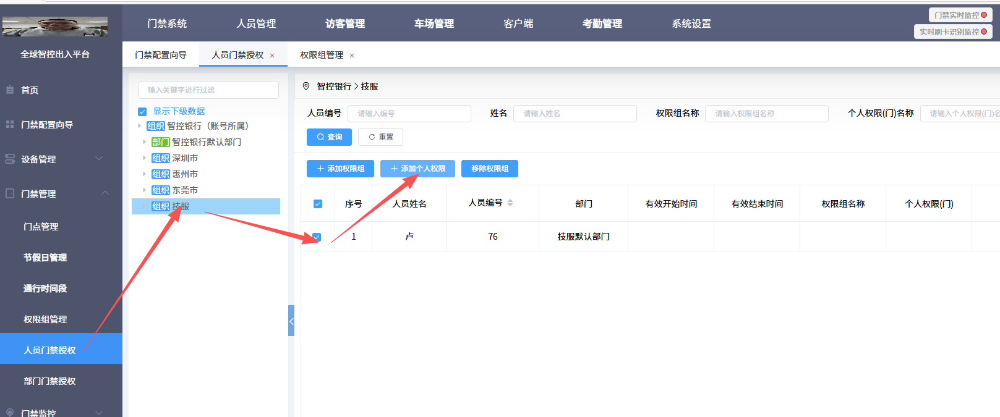 门禁系统 人员管理 访客管理 车场管理 客户端 考勤管理 系统设置
门禁实时监控
实时刷卡识别监控
全球智控出入平台
首页
门禁配置向导
设备管理
门禁管理
门点管理
节假日管理
通行时间段
权限组管理
人员门禁授权
部门门禁授权
门禁监控
门禁配置向导 人员门禁授权 × 权限组管理 ×
输入关键字进行过滤
显示下级数据
组织 智控银行（账号所属）
部门 智控银行默认部门
组织 深圳市
组织 惠州市
组织 东莞市
组织 技服
智控银行 > 技服
人员编号 请输入编号 姓名 请输入姓名 权限组名称 请输入权限组名称 个人权限(门)名称 请输入个人权限(门)名
查询 重置
+ 添加权限组 + 添加个人权限 移除权限组
序号 人员姓名 人员编号 部门 有效开始时间 有效结束时间 权限组名称 个人权限(门)
1 卢 76 技服默认部门